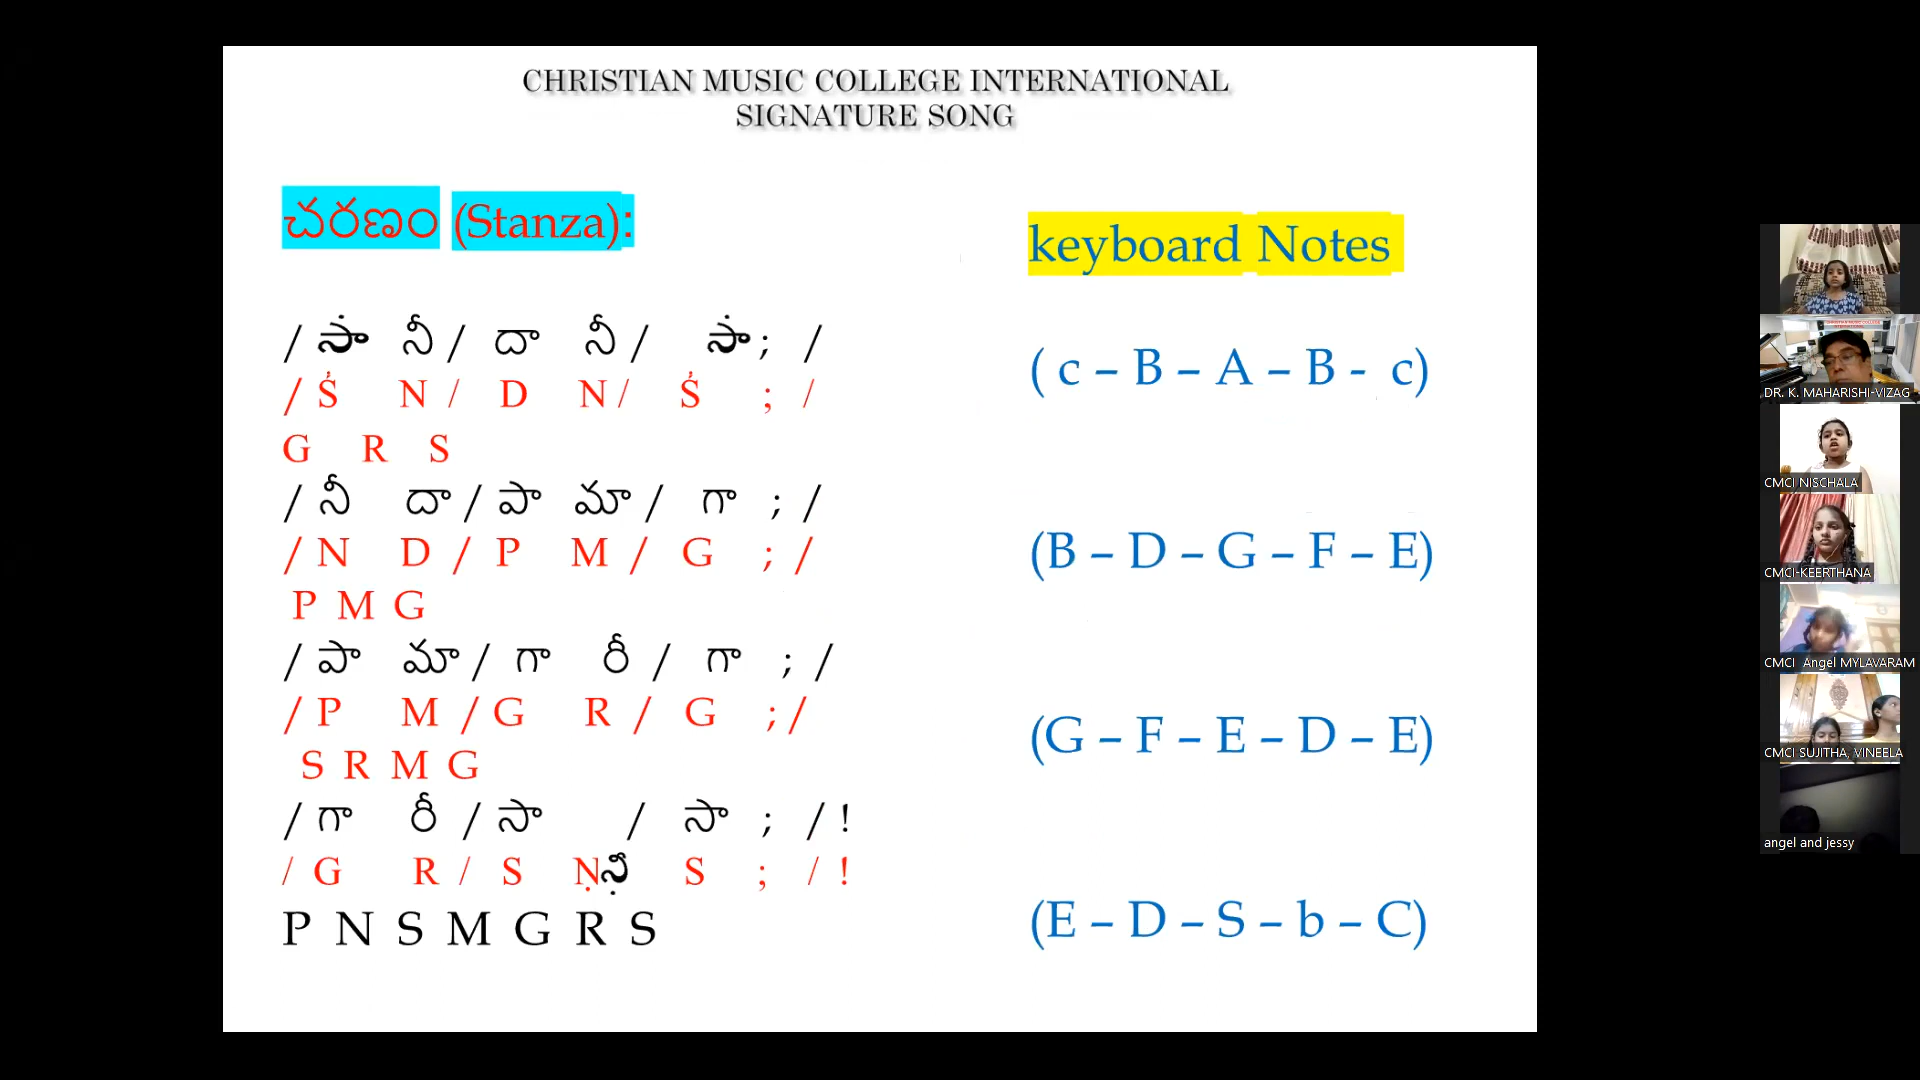 CHRISTIAN MUSIC COLLEGE INTERNATIONAL
SIGNATURE SONG
చరణం (Stanza):
keyboard Notes
/ సా̇ నీ / దా నీ / సా̇ ; /
/ Ṡ N / D N / Ṡ ; /
( c – B – A – B - c)
G R S
/ నీ దా / పా మా / గా ; /
/ N D / P M / G ; /
(B – D – G – F – E)
P M G
/ పా మా / గా రీ / గా ; /
/ P M / G R / G ; /
(G – F – E – D – E)
S R M G
/ గా రీ / సా / సా ; / !
/ G R / S Ṇనీ̣ S ; / !
(E – D – S – b – C)
P N S M G R S
DR. K. MAHARISHI-VIZAG
CMCI NISCHALA
CMCI-KEERTHANA
CMCI Angel MYLAVARAM
CMCI SUJITHA, VINEELA
angel and jessy